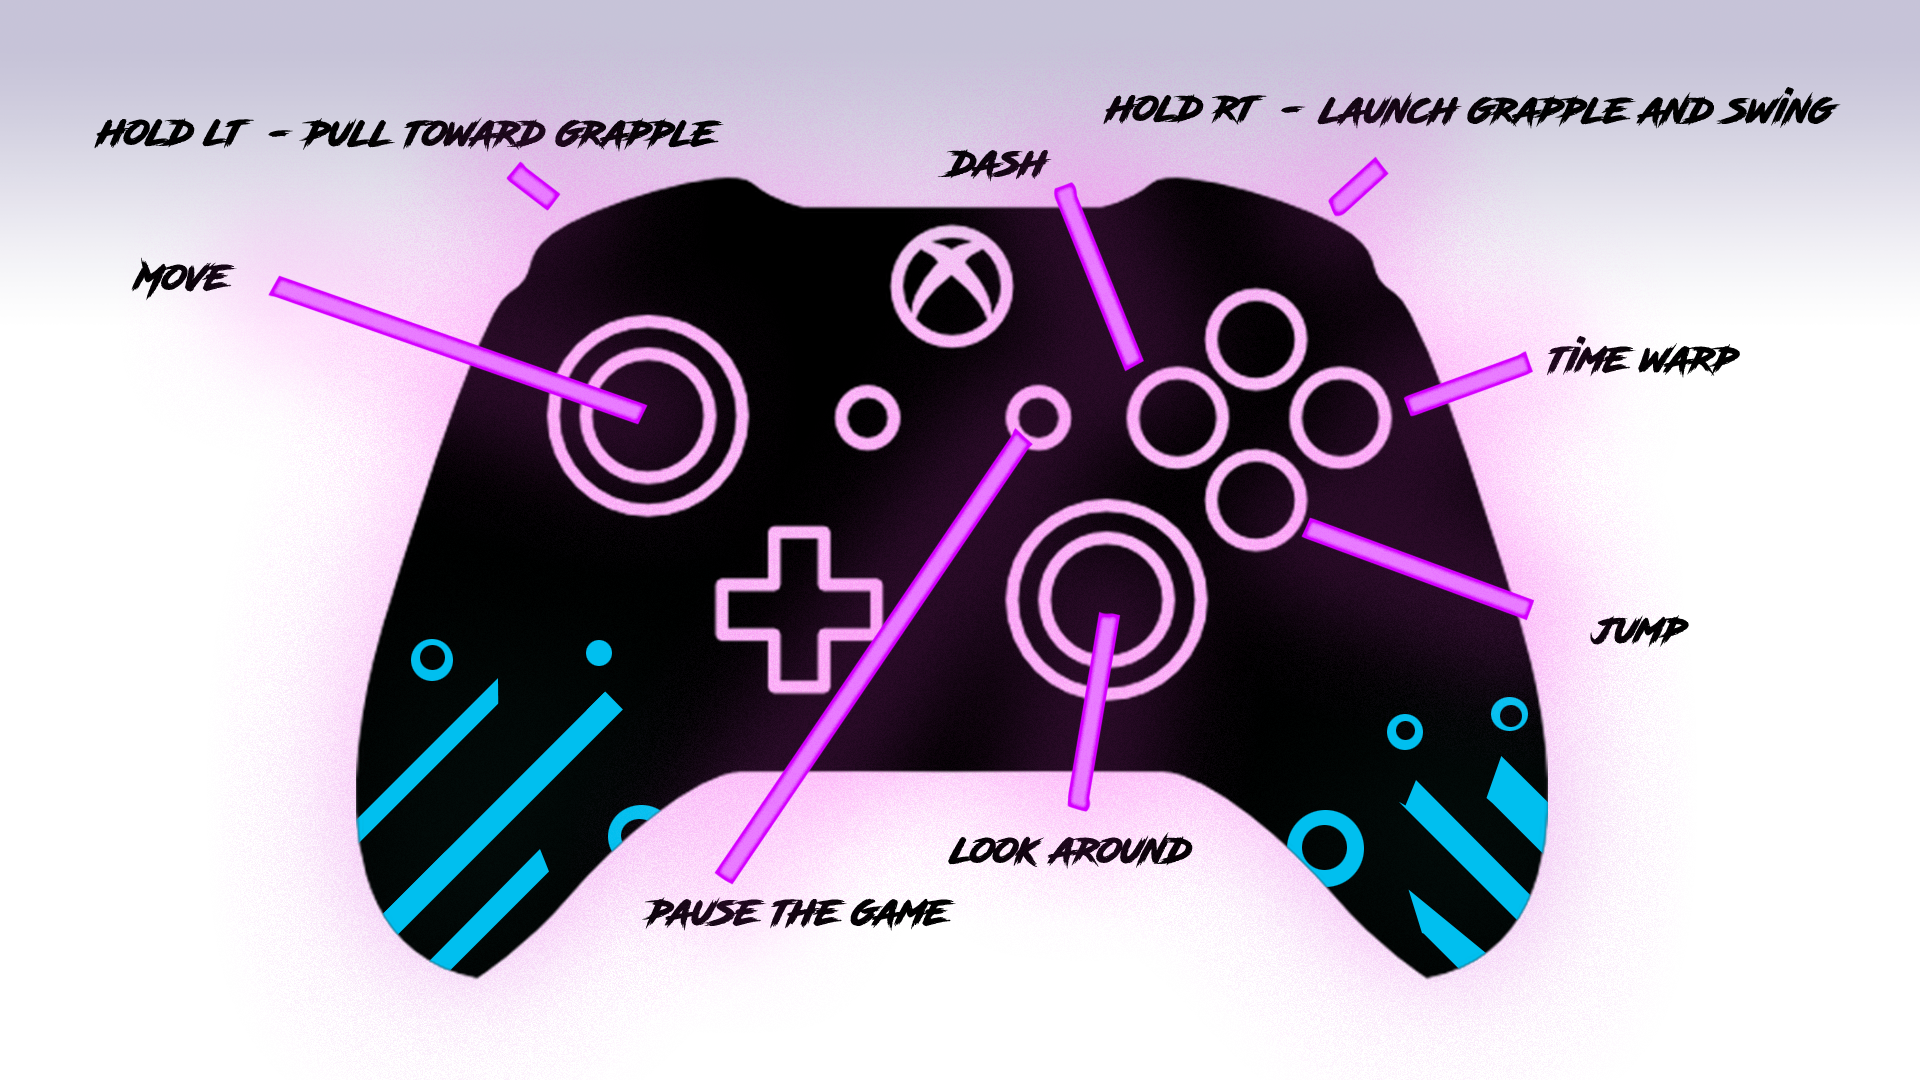 HOLD LT - PULL TOWARD GRAPPLE
HOLD RT - LAUNCH GRAPPLE AND SWING
DASH
MOVE
TIME WARP
JUMP
LOOK AROUND
PAUSE THE GAME